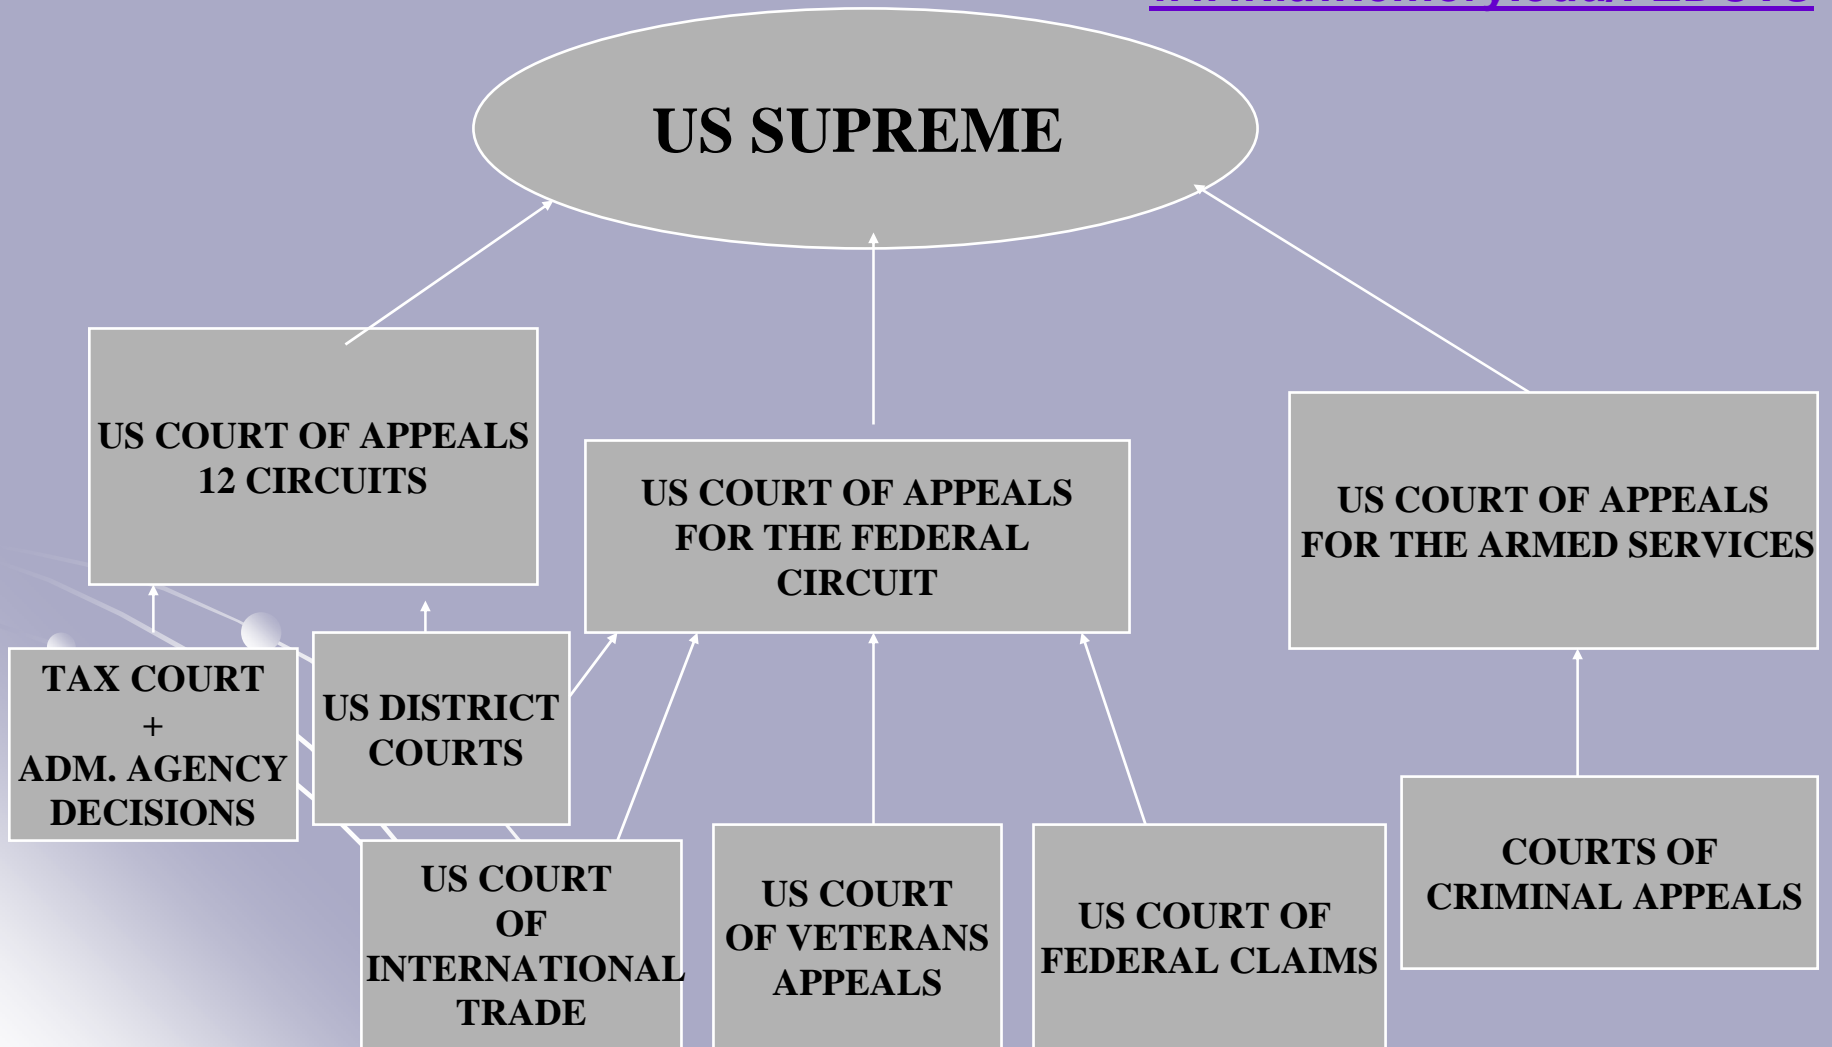 US SUPREME
US COURT OF APPEALS
12 CIRCUITS
US COURT OF APPEALS
FOR THE FEDERAL
CIRCUIT
US COURT OF APPEALS
FOR THE ARMED SERVICES
TAX COURT
+
ADM. AGENCY
DECISIONS
US DISTRICT
COURTS
US COURT
OF
INTERNATIONAL
TRADE
US COURT
OF VETERANS
APPEALS
US COURT OF
FEDERAL CLAIMS
COURTS OF
CRIMINAL APPEALS